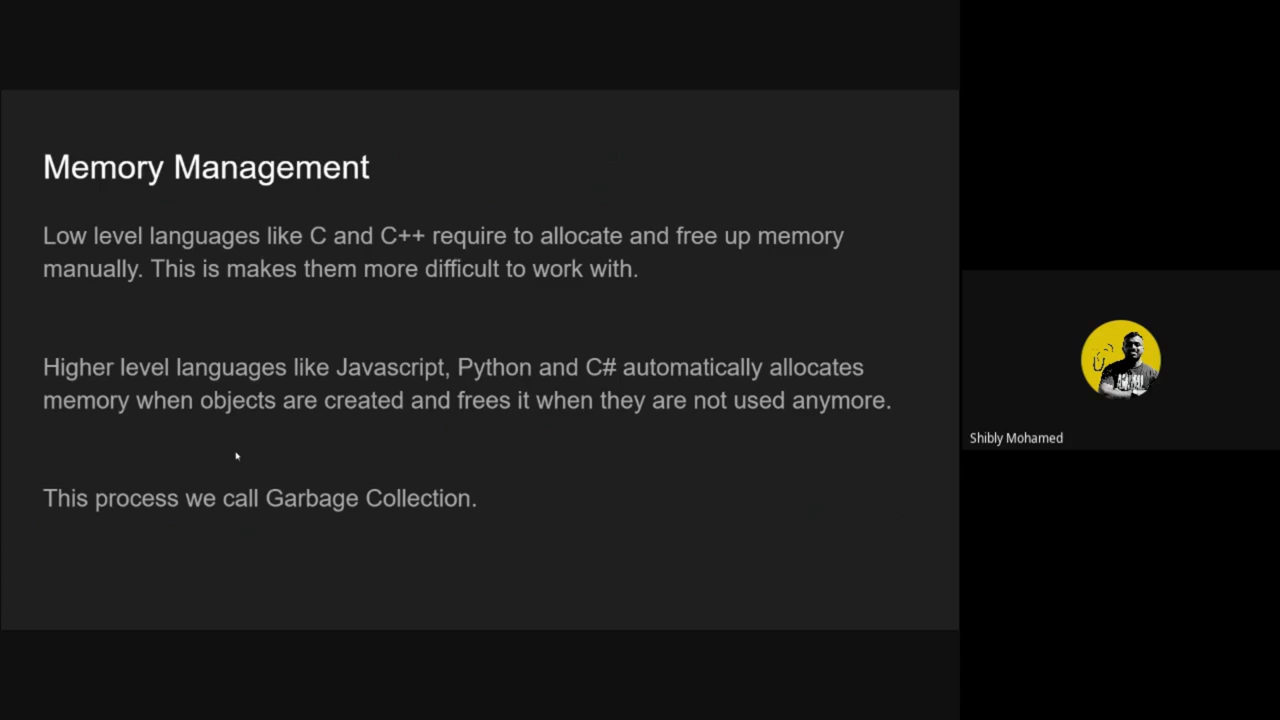 Memory Management
Low level languages like C and C++ require to allocate and free up memory
manually. This is makes them more difficult to work with.
Higher level languages like Javascript, Python and C# automatically allocates
memory when objects are created and frees it when they are not used anymore.
This process we call Garbage Collection.
Shibly Mohamed